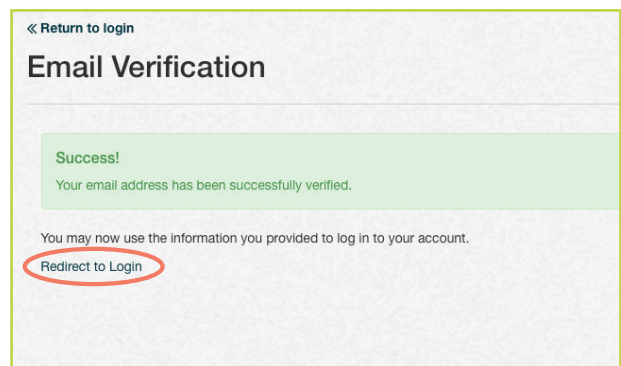 « Return to login
Email Verification
Success!
Your email address has been successfully verified.
You may now use the information you provided to log in to your account.
Redirect to Login